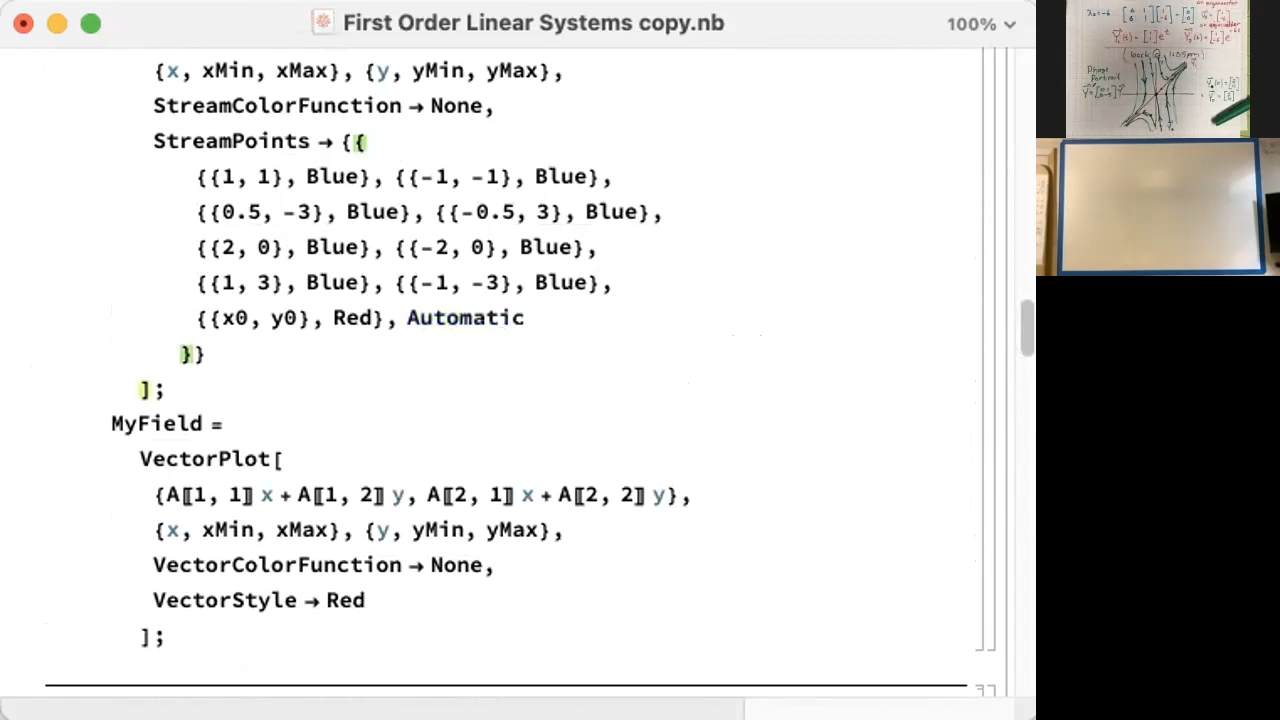 First Order Linear Systems copy.nb
100%
{x, xMin, xMax}, {y, yMin, yMax},
StreamColorFunction → None,
StreamPoints → {{
{{1, 1}, Blue}, {{-1, -1}, Blue},
{{0.5, -3}, Blue}, {{-0.5, 3}, Blue},
{{2, 0}, Blue}, {{-2, 0}, Blue},
{{1, 3}, Blue}, {{-1, -3}, Blue},
{{x0, y0}, Red}, Automatic
}}
];
MyField =
VectorPlot[
{A〚1, 1〛 x + A〚1, 2〛 y, A〚2, 1〛 x + A〚2, 2〛 y},
{x, xMin, xMax}, {y, yMin, yMax},
VectorColorFunction → None,
VectorStyle → Red
];
Phase
Portrait